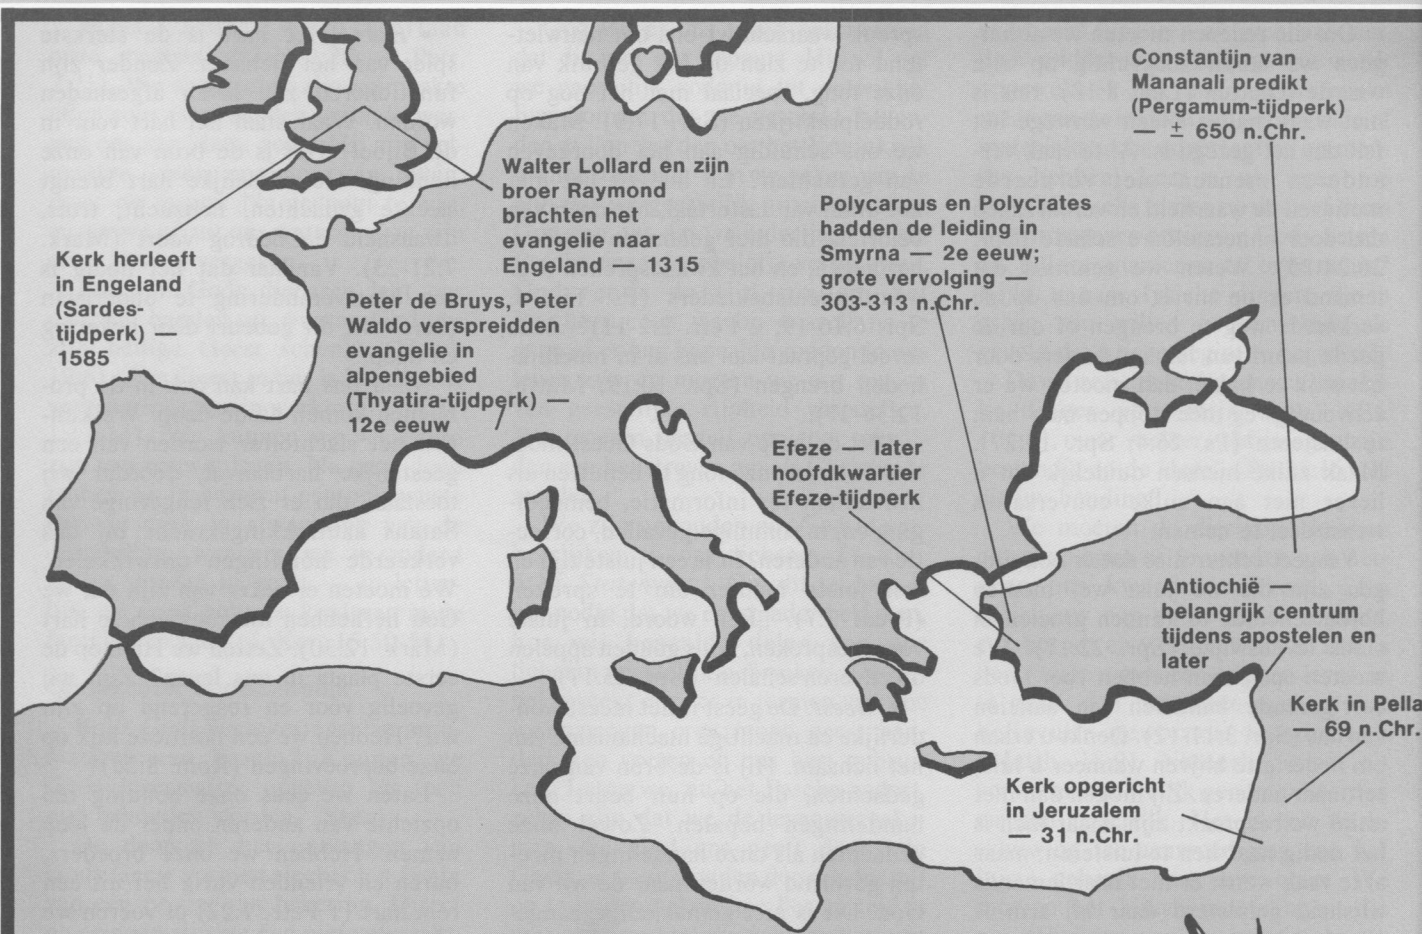 Constantijn van
Mananali predikt
(Pergamum-tijdperk)
— ± 650 n.Chr.
Walter Lollard en zijn
broer Raymond
brachten het
evangelie naar
Engeland — 1315
Polycarpus en Polycrates
hadden de leiding in
Smyrna — 2e eeuw;
grote vervolging
303-313 n.Chr.
Kerk herleeft
in Engeland
(Sardes-
tijdperk) —
1585
Peter de Bruys, Peter
Waldo verspreidden
evangelie in
alpengebied
(Thyatira-tijdperk) —
12e eeuw
Efeze — later
hoofdkwartier
Efeze-tijdperk
Antiochië —
belangrijk centrum
tijdens apostelen en
later
Kerk in Pella
69 n.Chr.
Kerk opgericht
in Jeruzalem
— 31 n.Chr.